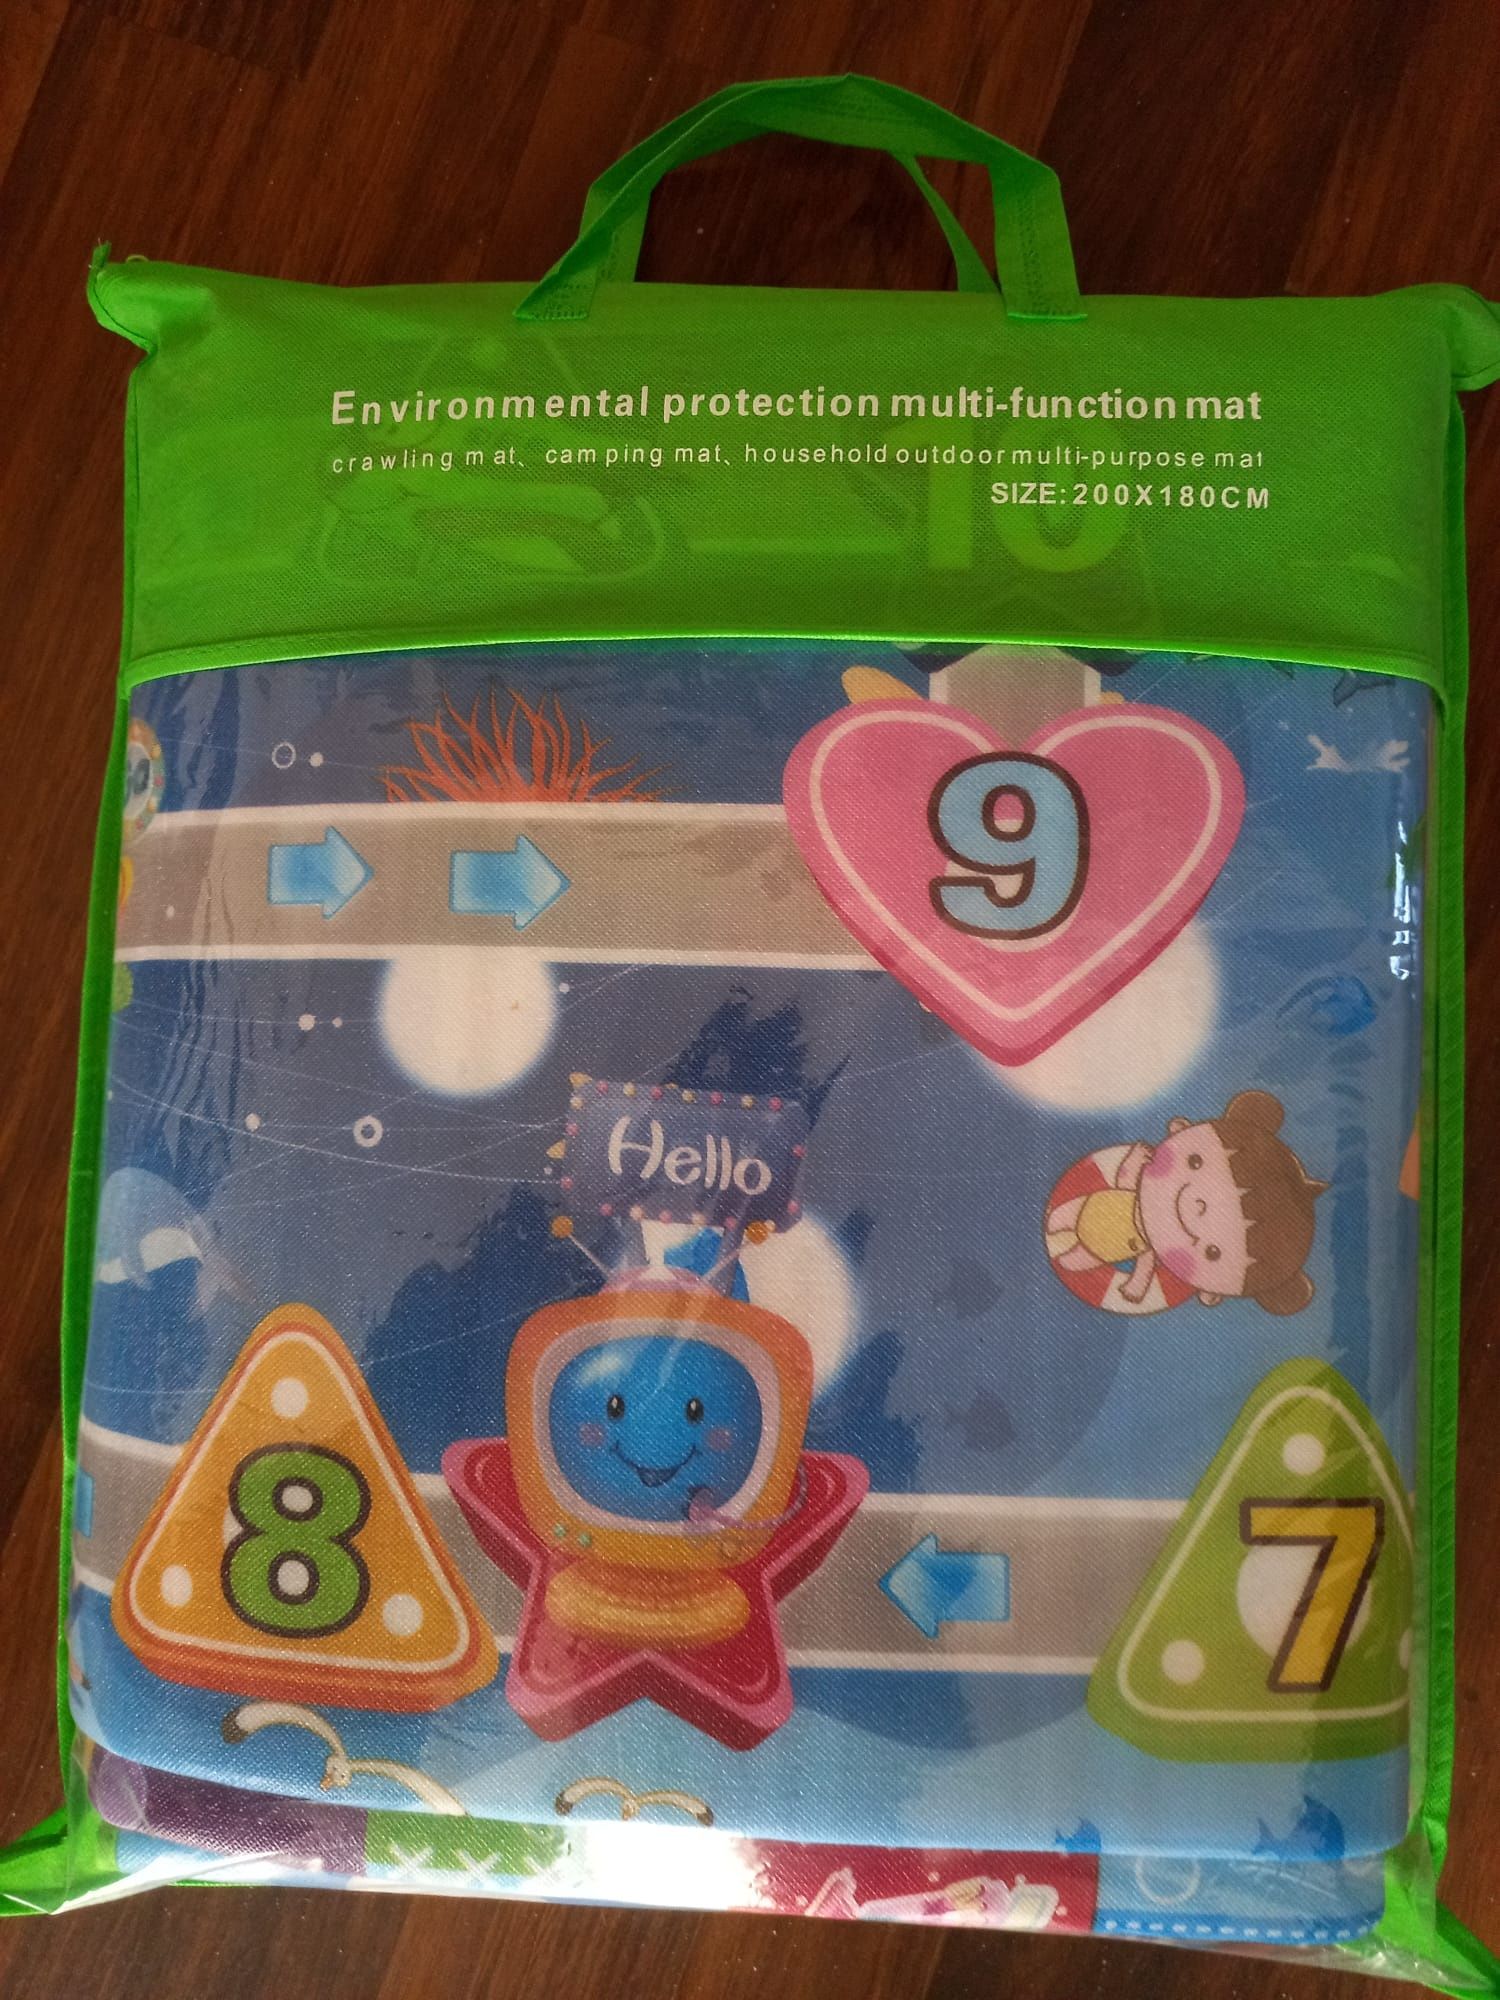 Environmental protection multi-function mat
crawling mat、camping mat、household outdoor multi-purpose mat
SIZE:200X180CM
10
9
Hello
8
7